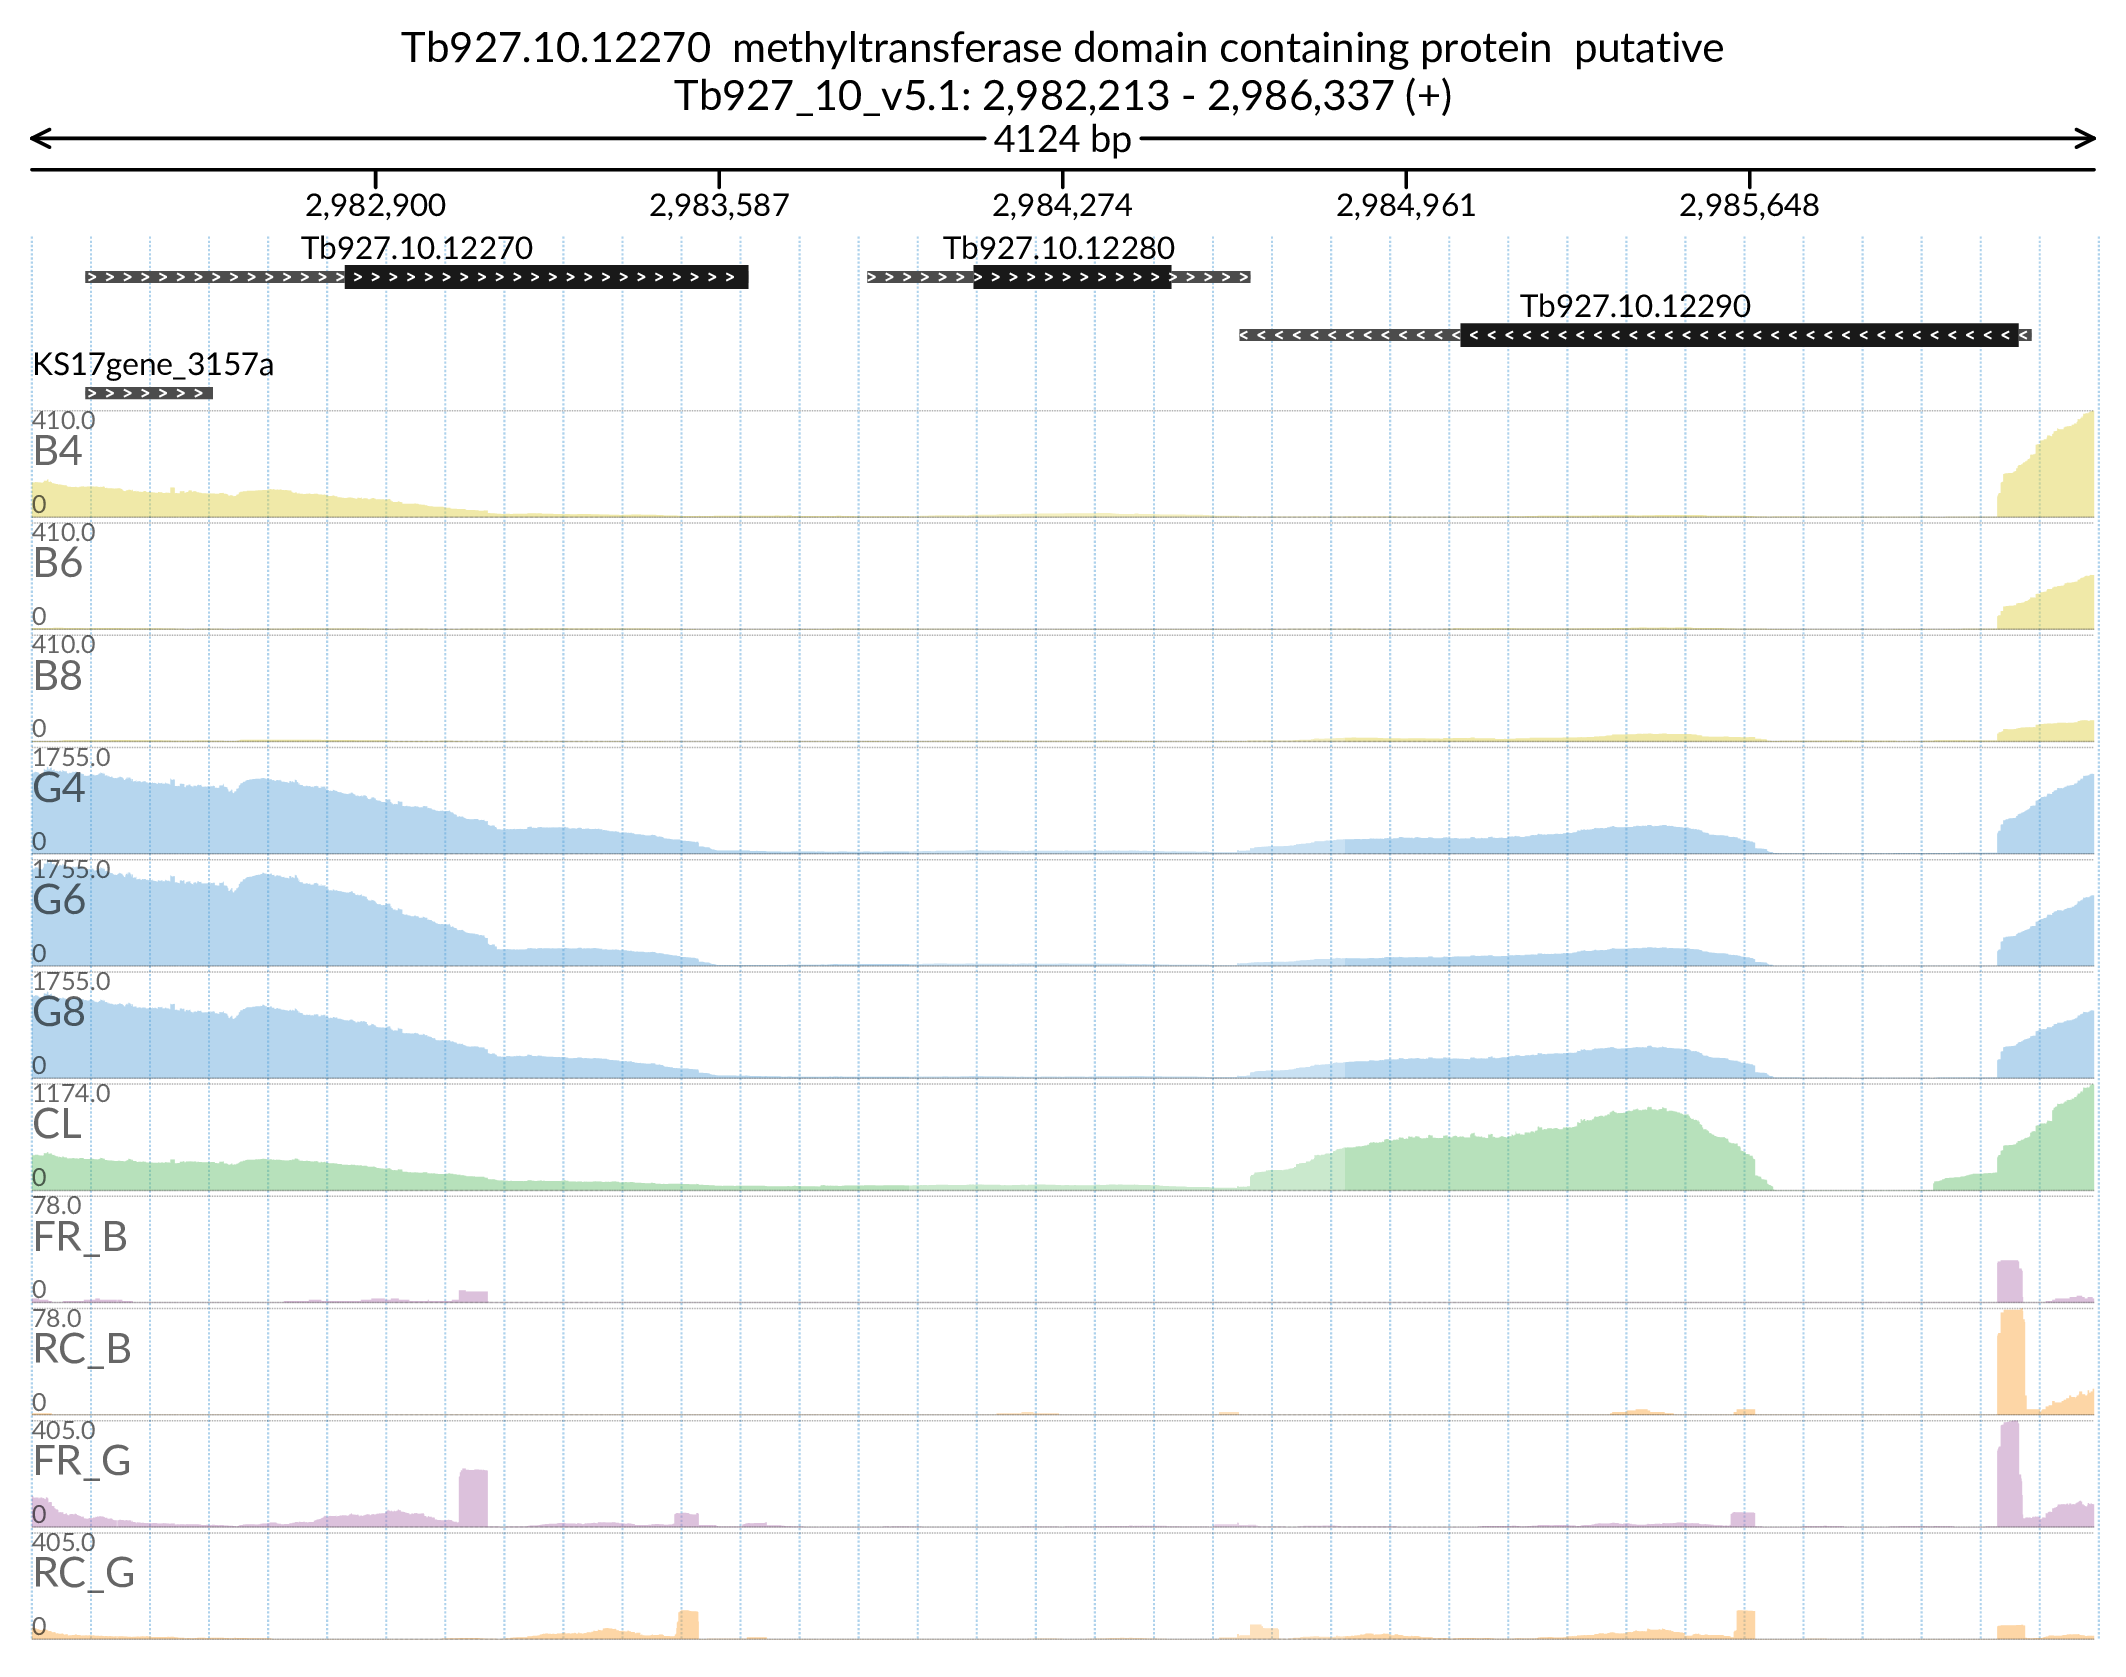 Tb927.10.12270  methyltransferase domain containing protein  putative
Tb927_10_v5.1: 2,982,213 - 2,986,337 (+)
4124 bp
2,982,900 2,983,587 2,984,274 2,984,961 2,985,648
Tb927.10.12270 Tb927.10.12280
Tb927.10.12290
KS17gene_3157a
410.0
B4
0
410.0
B6
0
410.0
B8
0
1755.0
G4
0
1755.0
G6
0
1755.0
G8
0
1174.0
CL
0
78.0
FR_B
0
78.0
RC_B
0
405.0
FR_G
0
405.0
RC_G
0